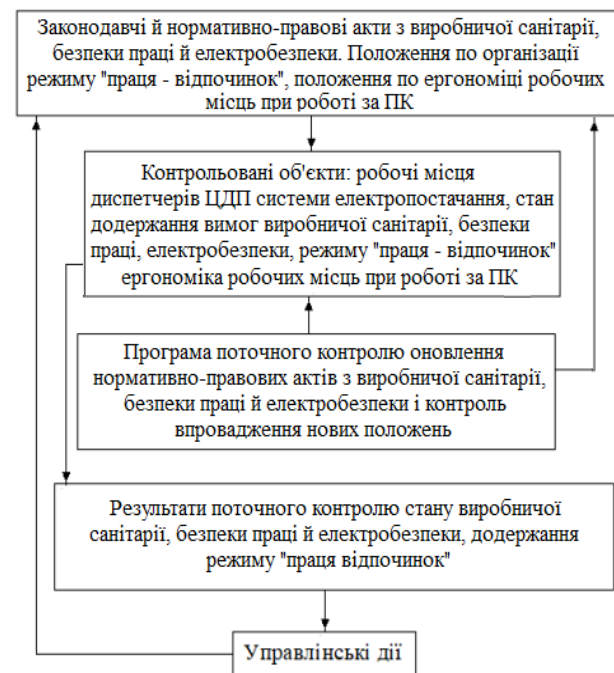 Законодавчі й нормативно-правові акти з виробничої санітарії,
безпеки праці й електробезпеки. Положення по організації
режиму "праця - відпочинок", положення по ергономіці робочих
місць при роботі за ПК
Контрольовані об'єкти: робочі місця
диспетчерів ЦДП системи електропостачання, стан
додержання вимог виробничої санітарії, безпеки
праці, електробезпеки, режиму "праця - відпочинок"
ергономіка робочих місць при роботі за ПК
Програма поточного контролю оновлення
нормативно-правових актів з виробничої санітарії,
безпеки праці й електробезпеки і контроль
впровадження нових положень
Результати поточного контролю стану виробничої
санітарії, безпеки праці й електробезпеки, додержання
режиму "праця відпочинок"
Управлінські дії